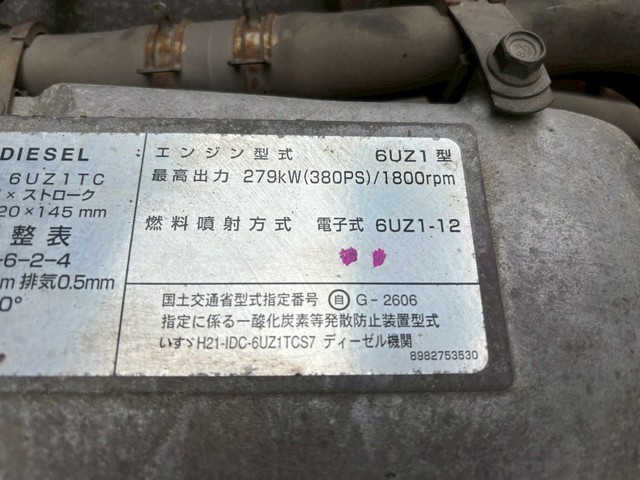 DIESEL
6UZ1TC
× ストローク
20×145mm
整表
-6-2-4
m 排気0.5mm
0°
エンジン型式 6UZ1型
最高出力 279kW(380PS)/1800rpm
燃料噴射方式 電子式 6UZ1-12
国土交通省型式指定番号 自 G-2606
指定に係る一酸化炭素等発散防止装置型式
いすゞH21-IDC-6UZ1TCS7 ディーゼル機関
8982753530